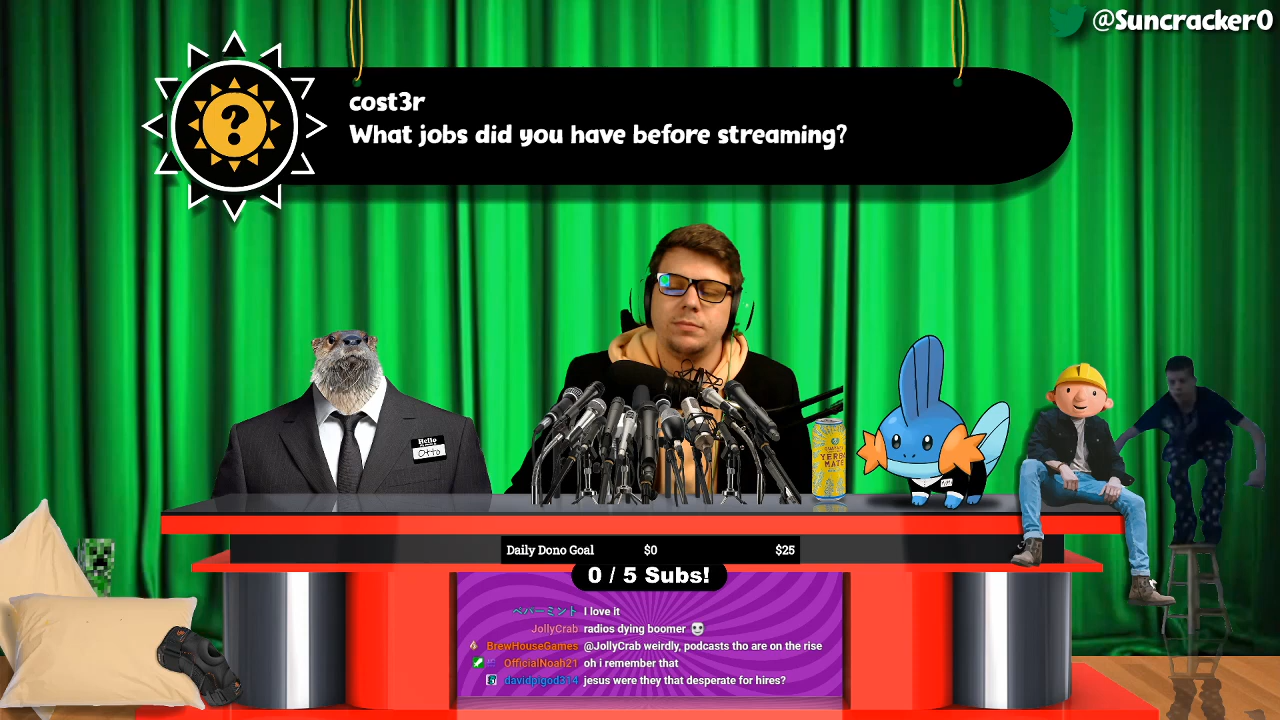 @Suncracker0
?
cost3r
What jobs did you have before streaming?
Hello
Otto
YERBA
MATE
Daily Dono Goal $0 $25
0 / 5 Subs!
ペパーミント I love it
JollyCrab radios dying boomer
BrewHouseGames @JollyCrab weirdly, podcasts tho are on the rise
OfficialNoah21 oh i remember that
davidpigod314 jesus were they that desperate for hires?